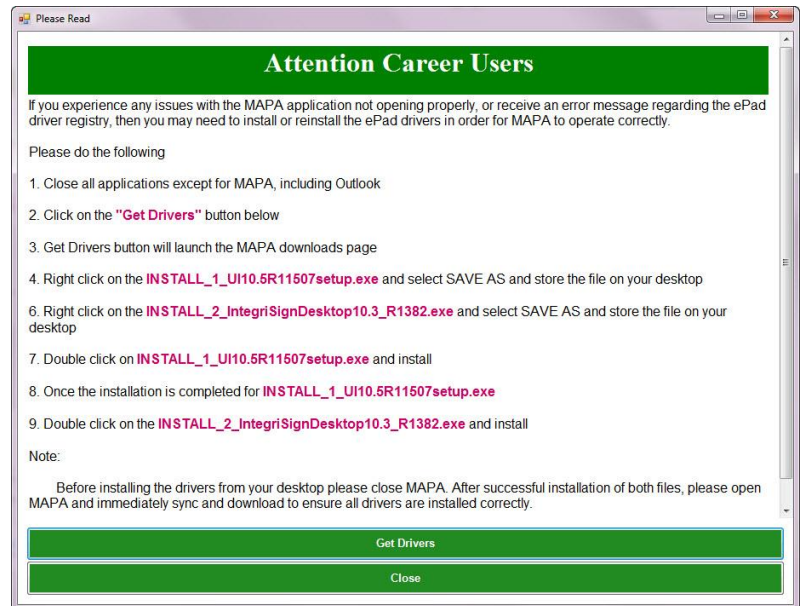 Please Read
Attention Career Users
If you experience any issues with the MAPA application not opening properly, or receive an error message regarding the ePad
driver registry, then you may need to install or reinstall the ePad drivers in order for MAPA to operate correctly.
Please do the following
1. Close all applications except for MAPA, including Outlook
2. Click on the "Get Drivers" button below
3. Get Drivers button will launch the MAPA downloads page
4. Right click on the INSTALL_1_UI10.5R11507setup.exe and select SAVE AS and store the file on your desktop
6. Right click on the INSTALL_2_IntegriSignDesktop10.3_R1382.exe and select SAVE AS and store the file on your
desktop
7. Double click on INSTALL_1_UI10.5R11507setup.exe and install
8. Once the installation is completed for INSTALL_1_UI10.5R11507setup.exe
9. Double click on the INSTALL_2_IntegriSignDesktop10.3_R1382.exe and install
Note:
Before installing the drivers from your desktop please close MAPA. After successful installation of both files, please open
MAPA and immediately sync and download to ensure all drivers are installed correctly.
Get Drivers
Close